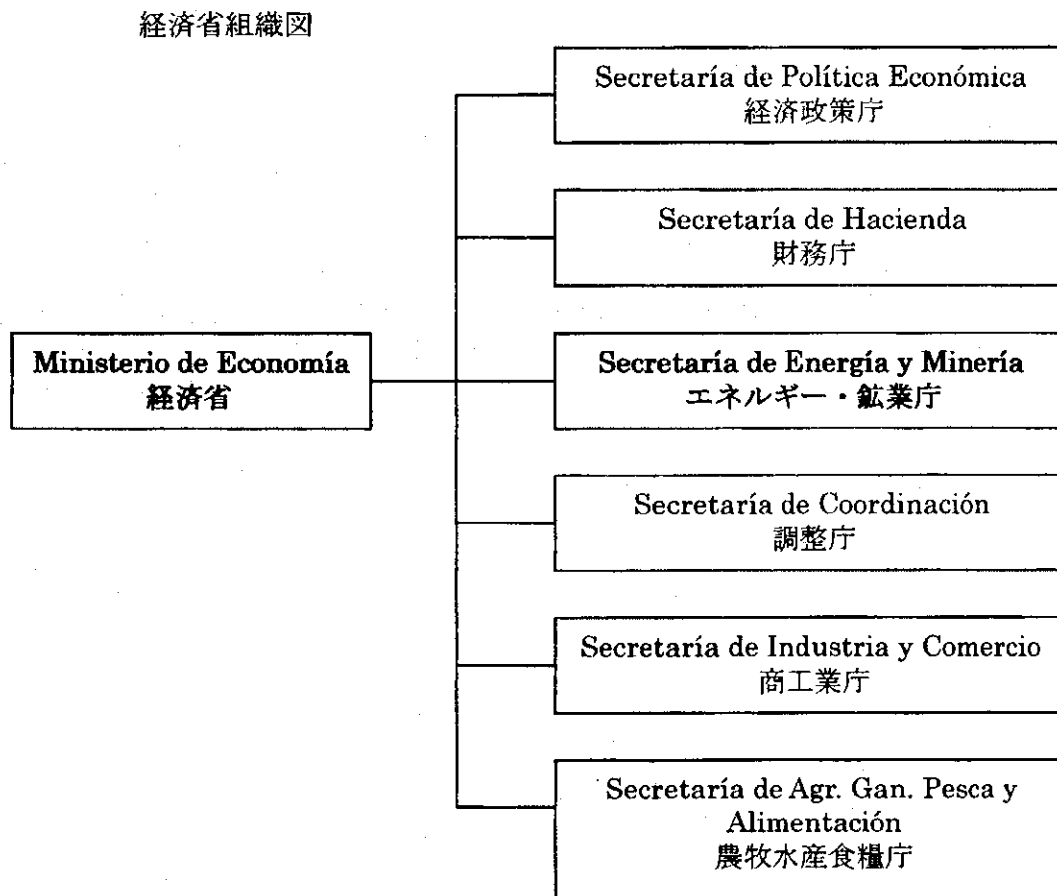 経済省組織図
Secretaría de Política Económica
経済政策庁
Secretaría de Hacienda
財務庁
Ministerio de Economía
経済省
Secretaría de Energía y Minería
エネルギー・鉱業庁
Secretaría de Coordinación
調整庁
Secretaría de Industria y Comercio
商工業庁
Secretaría de Agr. Gan. Pesca y
Alimentación
農牧水産食糧庁